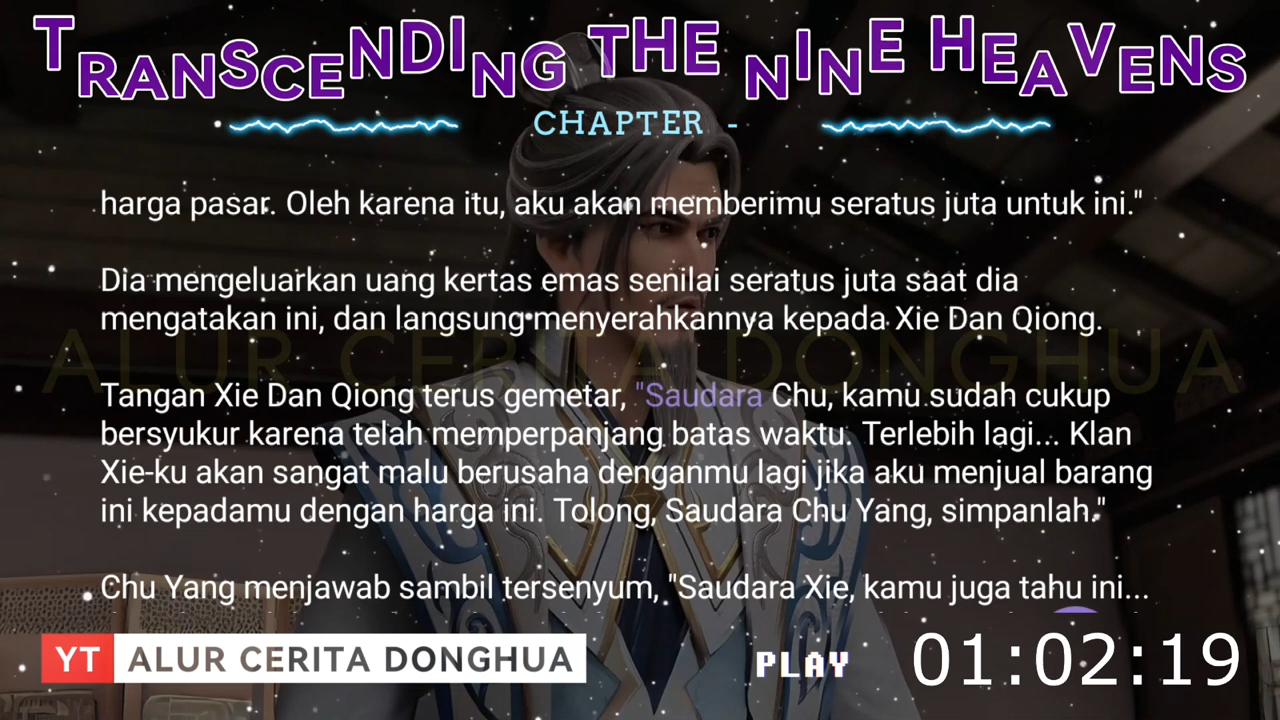 TRANSCENDING THE NINE HEAVENS
CHAPTER -
harga pasar. Oleh karena itu, aku akan memberimu seratus juta untuk ini."
Dia mengeluarkan uang kertas emas senilai seratus juta saat dia
mengatakan ini, dan langsung menyerahkannya kepada Xie Dan Qiong.
ALUR CERITA DONGHUA
Tangan Xie Dan Qiong terus gemetar, "Saudara Chu, kamu sudah cukup
bersyukur karena telah memperpanjang batas waktu. Terlebih lagi... Klan
Xie-ku akan sangat malu berusaha denganmu lagi jika aku menjual barang
ini kepadamu dengan harga ini. Tolong, Saudara Chu Yang, simpanlah."
Chu Yang menjawab sambil tersenyum, "Saudara Xie, kamu juga tahu ini...
YT ALUR CERITA DONGHUA
PLAY
01:02:19